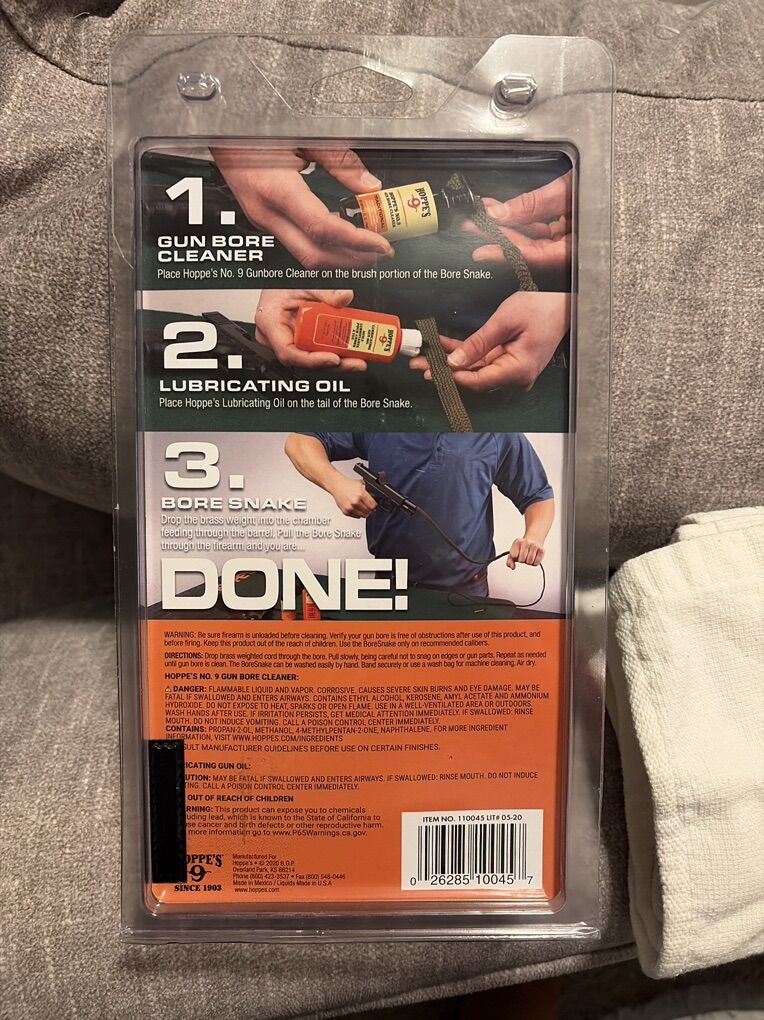 1.
GUN BORE
CLEANER
Place Hoppe's No. 9 Gunbore Cleaner on the brush portion of the Bore Snake.
HOPPE'S
9
HOPPE'S NO.9
2.
LUBRICATING OIL
Place Hoppe's Lubricating Oil on the tail of the Bore Snake.
HOPPE'S
9
3.
BORE SNAKE
Drop the brass weight into the chamber
feeding through the barrel. Pull the Bore Snake
through the firearm and you are...
DONE!
WARNING: Be sure firearm is unloaded before cleaning. Verify your gun bore is free of obstructions after use of this product, and
before firing. Keep this product out of the reach of children. Use the BoreSnake only on recommended calibers.
DIRECTIONS: Drop brass weighted cord through the bore. Pull slowly, being careful not to snag on edges or gun parts. Repeat as needed
until gun bore is clean. The BoreSnake can be washed easily by hand. Band securely or use a wash bag for machine cleaning. Air dry.
HOPPE'S NO. 9 GUN BORE CLEANER:
⚠ DANGER: FLAMMABLE LIQUID AND VAPOR. CORROSIVE. CAUSES SEVERE SKIN BURNS AND EYE DAMAGE. MAY BE
FATAL IF SWALLOWED AND ENTERS AIRWAYS. CONTAINS ETHYL ALCOHOL, KEROSENE, AMYL ACETATE AND AMMONIUM
HYDROXIDE. DO NOT EXPOSE TO HEAT, SPARKS OR OPEN FLAME. USE IN A WELL-VENTILATED AREA OR OUTDOORS.
WASH HANDS AFTER USE. IF IRRITATION PERSISTS, GET MEDICAL ATTENTION IMMEDIATELY. IF SWALLOWED: RINSE
MOUTH. DO NOT INDUCE VOMITING. CALL A POISON CONTROL CENTER IMMEDIATELY.
CONTAINS: PROPAN-2-OL, METHANOL, 4-METHYLPENTAN-2-ONE, NAPHTHALENE. FOR MORE INGREDIENT
INFORMATION, VISIT WWW.HOPPES.COM/INGREDIENTS
SULT MANUFACTURER GUIDELINES BEFORE USE ON CERTAIN FINISHES.
RICATING GUN OIL:
UTION: MAY BE FATAL IF SWALLOWED AND ENTERS AIRWAYS. IF SWALLOWED: RINSE MOUTH. DO NOT INDUCE
TING. CALL A POISON CONTROL CENTER IMMEDIATELY.
OUT OF REACH OF CHILDREN
RNING: This product can expose you to chemicals
uding lead, which is known to the State of California to
se cancer and birth defects or other reproductive harm.
more information go to www.P65Warnings.ca.gov.
OPPE'S
9
SINCE 1903
Manufactured For
Hoppe's • © 2020 B.O.P.
Overland Park, KS 66214
Phone (800) 423-3537 • Fax (800) 548-0446
Made in Mexico / Liquids Made in U.S.A
www.hoppes.com
ITEM NO. 110045 LIT# 05-20
0 26285 10045 7